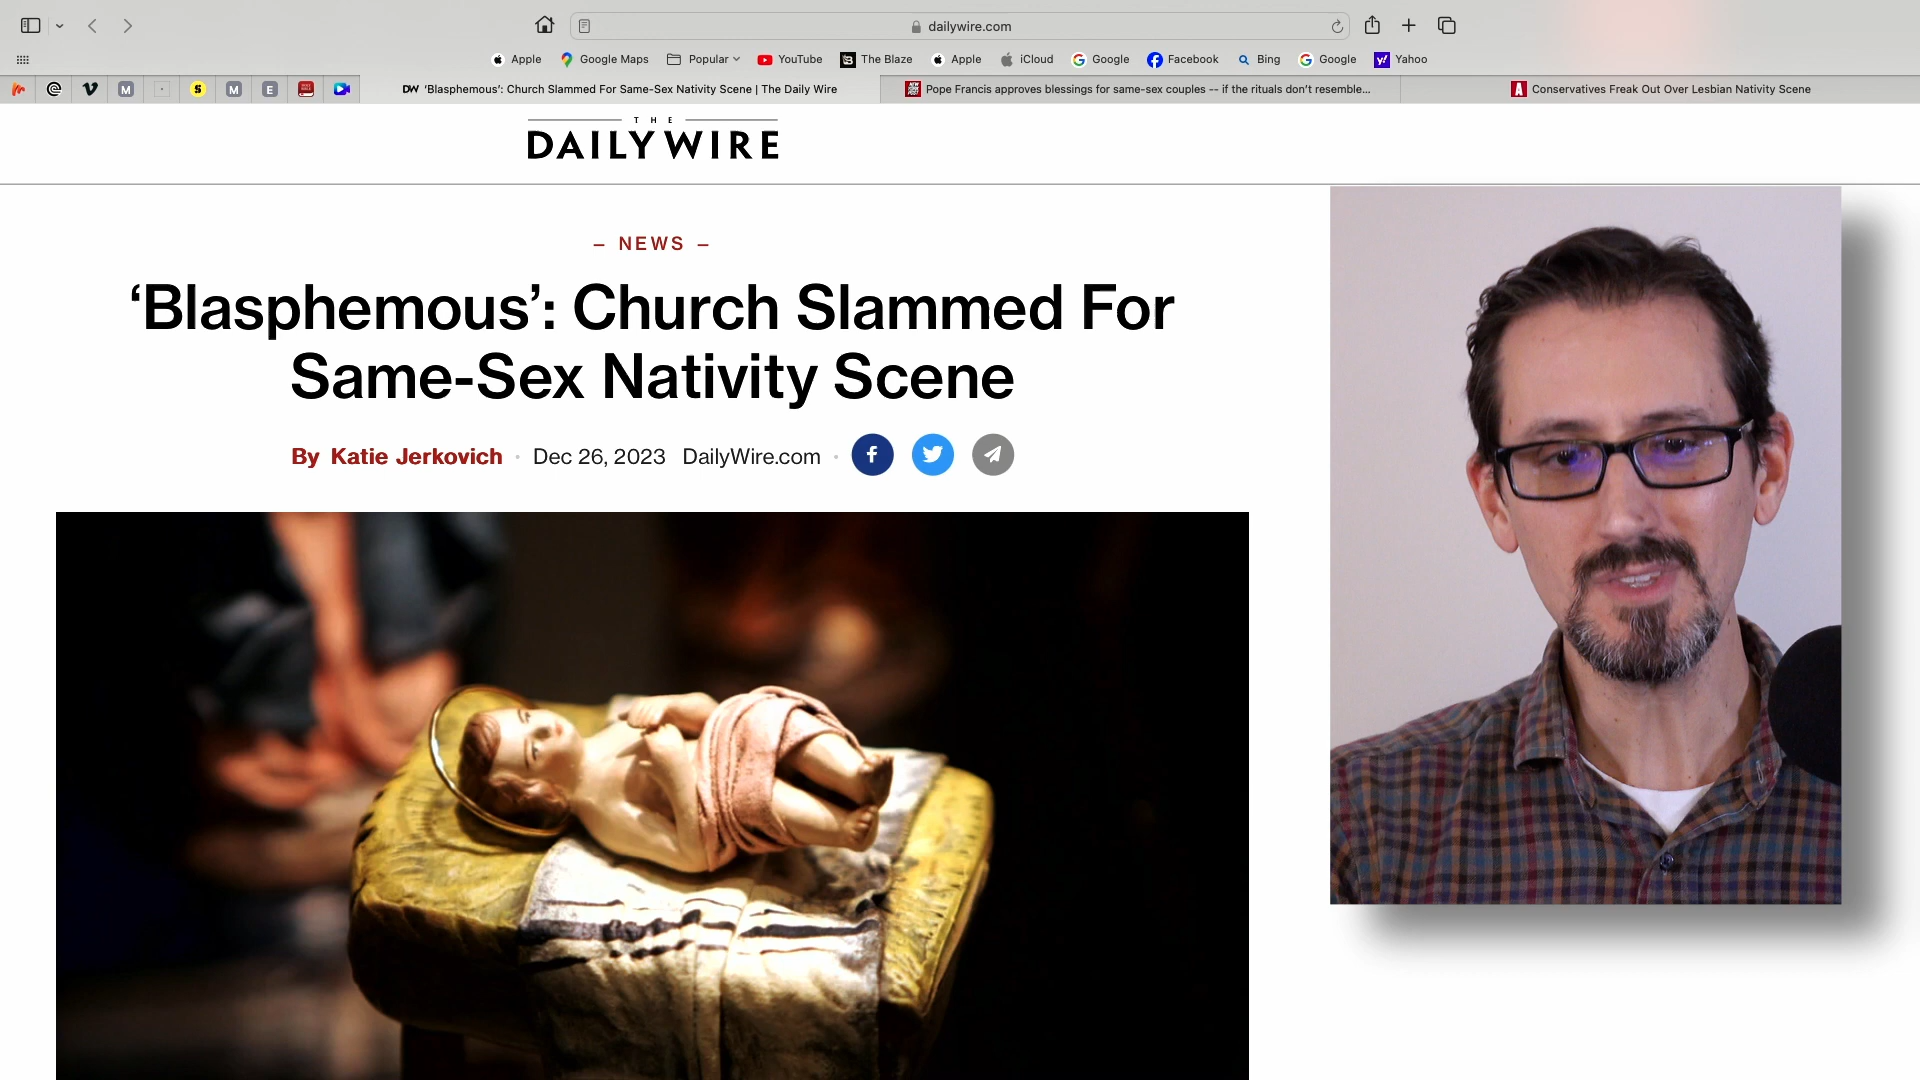 dailywire.com
Apple
Google Maps
Popular
YouTube
The Blaze
Apple
iCloud
Google
Facebook
Bing
Google
Yahoo
DW 'Blasphemous': Church Slammed For Same-Sex Nativity Scene | The Daily Wire
Pope Francis approves blessings for same-sex couples -- if the rituals don't resemble...
Conservatives Freak Out Over Lesbian Nativity Scene
THE
DAILYWIRE
– NEWS –
'Blasphemous': Church Slammed For
Same-Sex Nativity Scene
By Katie Jerkovich · Dec 26, 2023 DailyWire.com ·